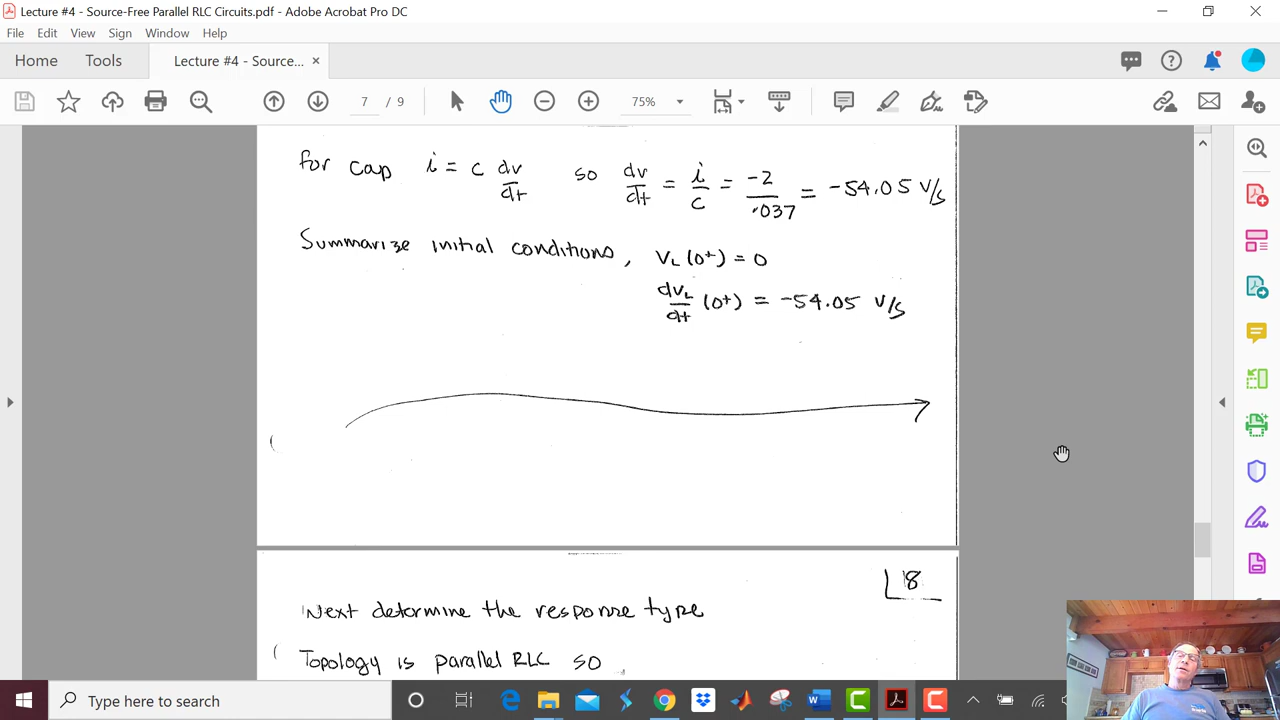 Lecture #4 - Source-Free Parallel RLC Circuits.pdf - Adobe Acrobat Pro DC
File Edit View Sign Window Help
Home Tools Lecture #4 - Source... ×
7 / 9 75%
for cap i = c dv/dt so dv/dt = i/c = -2/.037 = -54.05 V/s
Summarize initial conditions, VL(0+) = 0
dVL/dt (0+) = -54.05 V/s
8
Next determine the response type
Topology is parallel RLC so
Type here to search